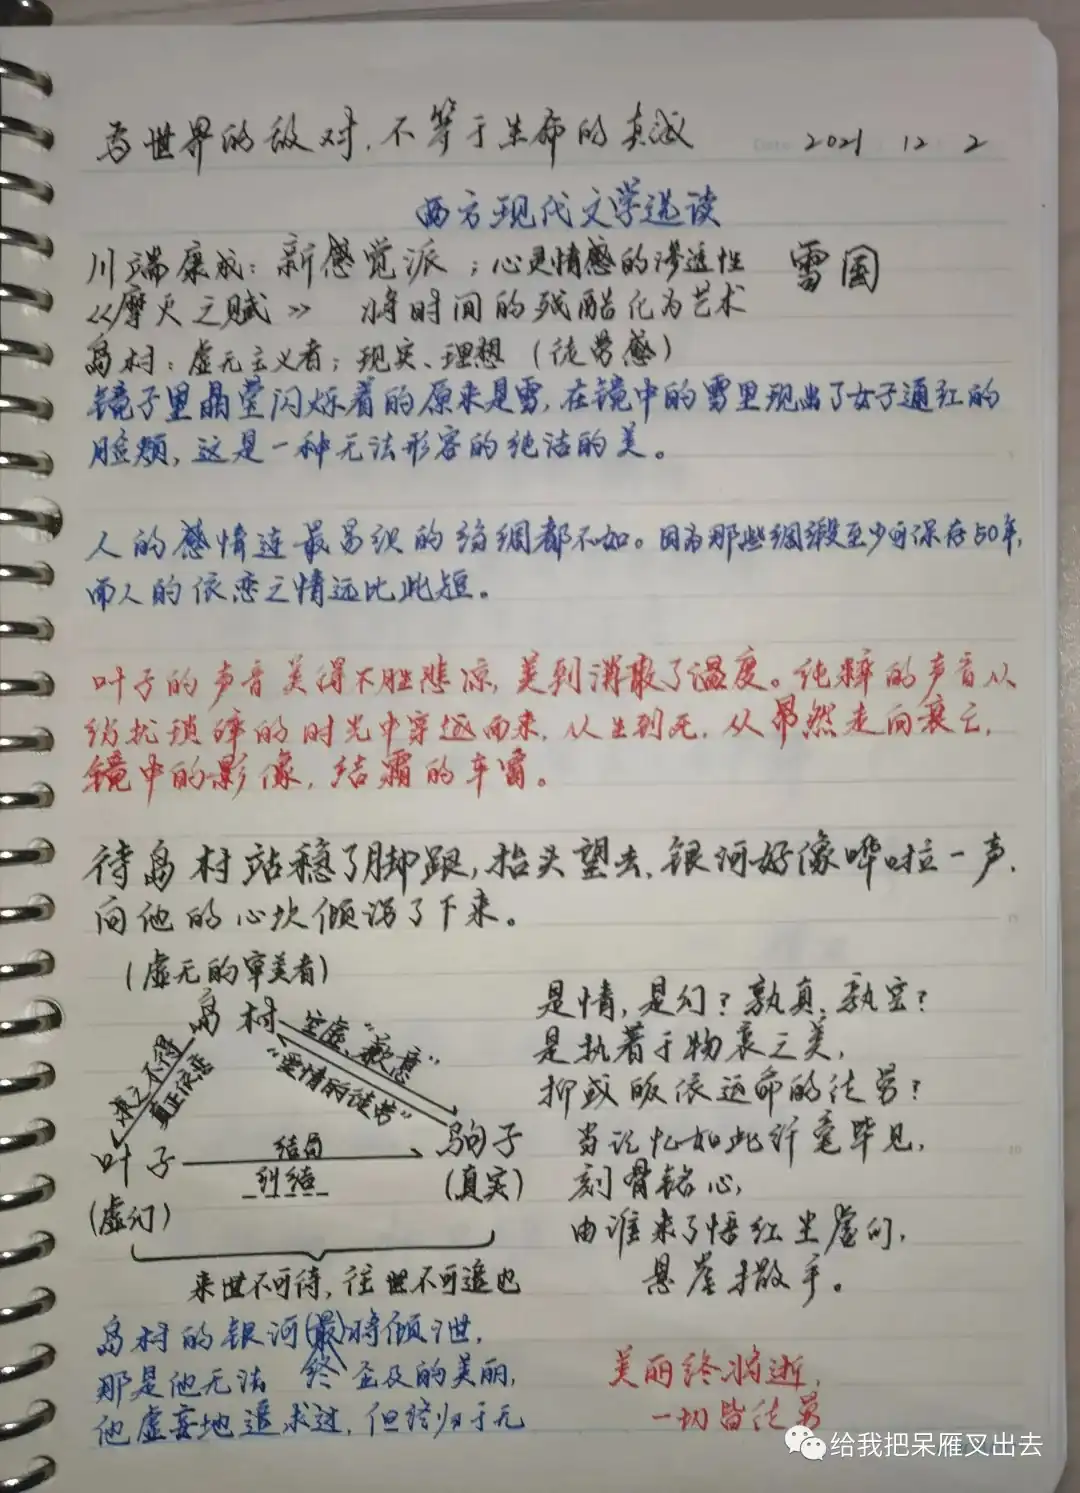 与世界的敌对，不等于生命的真诚
2021 12 2
西方现代文学选读
川端康成：新感觉派；心灵情感的渗透性 雪国
《摩灭之赋》 将时间的残酷化为艺术
岛村：虚无主义者；现实、理想（徒劳感）
镜子里晶莹闪烁着的原来是雪，在镜中的雪里现出了女子通红的
脸颊，这是一种无法形容的纯洁的美。
人的感情连最易织的绉绸都不如。因为那些绸缎至少可保存50年，
而人的依恋之情远比此短。
叶子的声音美得不胜悲凉，美到消散了温度。纯粹的声音从
纷扰琐碎的时光中穿越而来，从生到死，从昂然走向衰亡，
镜中的影像，结霜的车窗。
待岛村站稳了脚跟，抬头望去，银河好像哗啦一声，
向他的心坎倾泻了下来。
（虚无的审美者）
岛村
空虚、“歉意”
“爱情的徒劳”
求之不得
真正依恋
叶子
结局
纠结
驹子
（虚幻）
（真实）
来世不可待，往世不可追也
是情，是幻？孰真，孰空？
是执着于物哀之美，
抑或皈依运命的徒劳？
当记忆如此纤毫毕见，
刻骨铭心，
由谁来了悟红尘虚幻，
悬崖撒手。
岛村的银河（最终）将倾泄，
那是他无法企及的美丽，
他虚妄地追求过，但终归于无
美丽终将逝，
一切皆徒劳
给我把呆雁叉出去